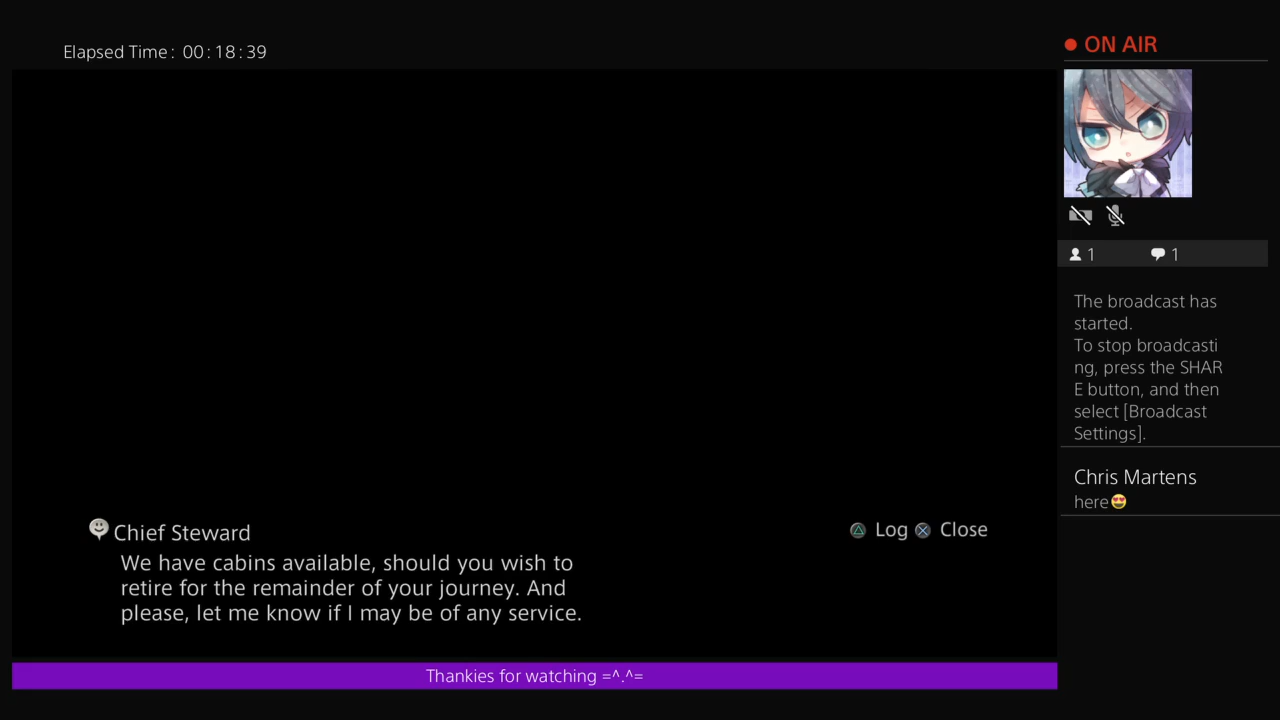 Elapsed Time: 00:18:39
ON AIR
1 1
The broadcast has
started.
To stop broadcasti
ng, press the SHAR
E button, and then
select [Broadcast
Settings].
Chris Martens
here😍
Chief Steward
Log Close
We have cabins available, should you wish to
retire for the remainder of your journey. And
please, let me know if I may be of any service.
Thankies for watching =^.^=